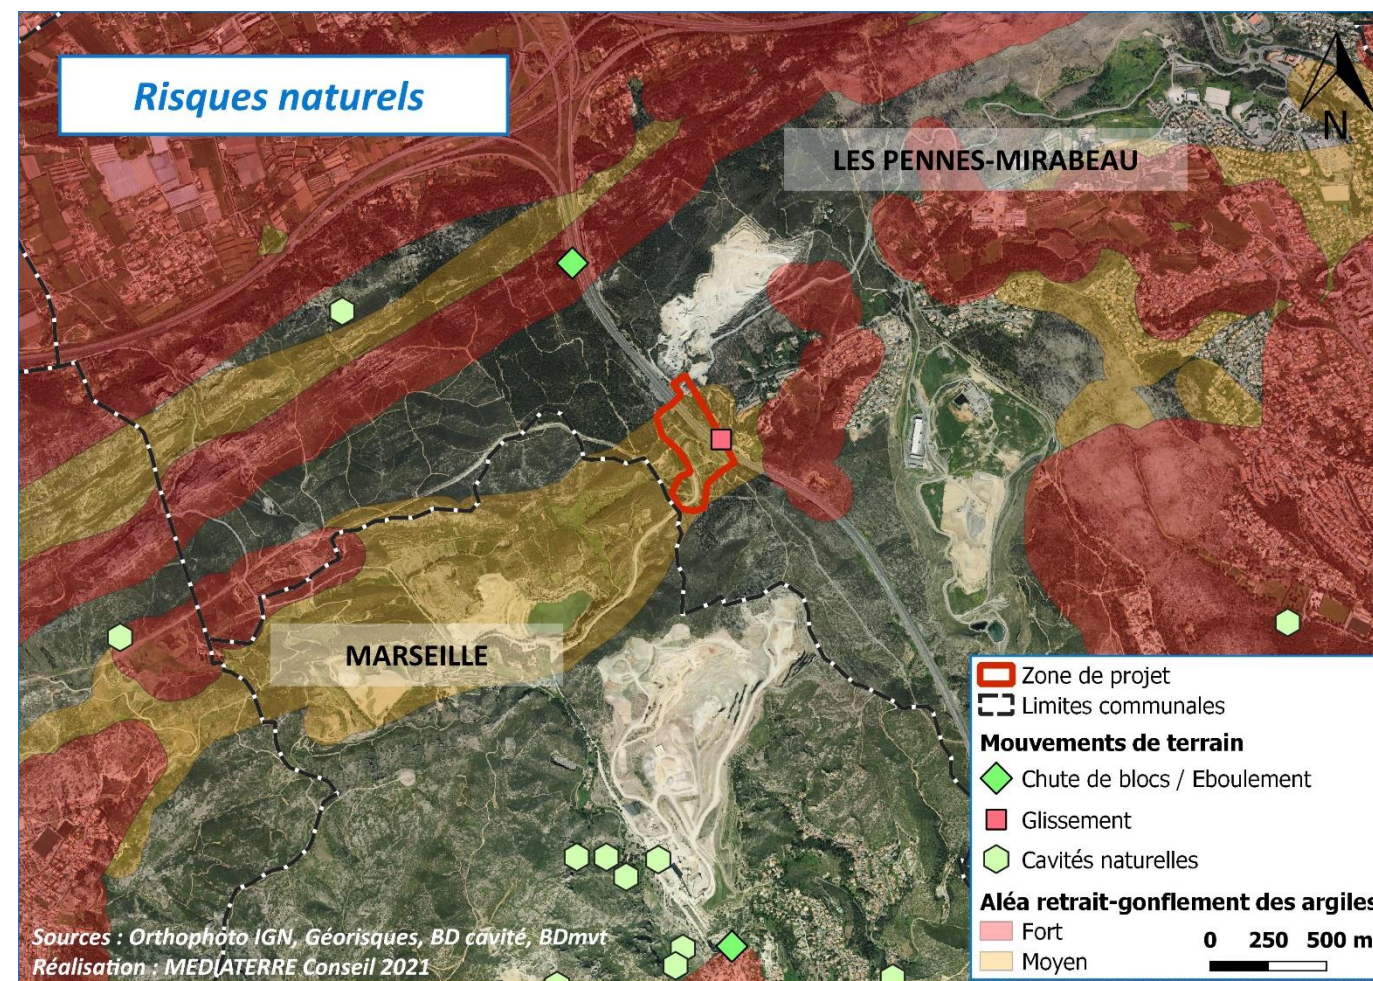 Risques naturels
LES PENNES-MIRABEAU
N
MARSEILLE
Zone de projet
Limites communales
Mouvements de terrain
Chute de blocs / Eboulement
Glissement
Cavités naturelles
Aléa retrait-gonflement des argiles
Fort
Moyen
0 250 500 m
Sources : Orthophoto IGN, Géorisques, BD cavité, BDmvt
Réalisation : MEDIATERRE Conseil 2021